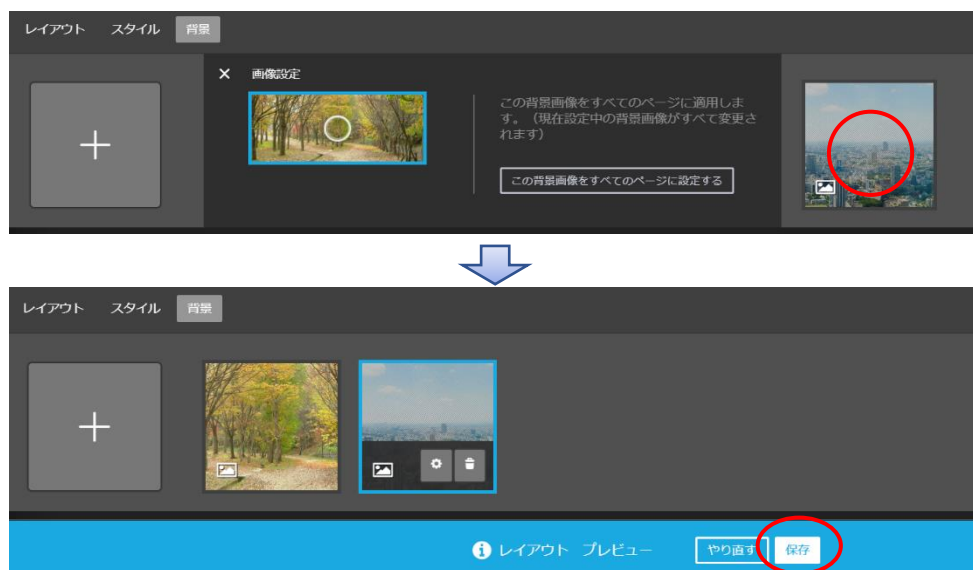 レイアウト スタイル 背景
× 画像設定
この背景画像をすべてのページに適用しま
す。（現在設定中の背景画像がすべて変更さ
れます）
この背景画像をすべてのページに設定する
レイアウト スタイル 背景
レイアウト プレビュー やり直す 保存